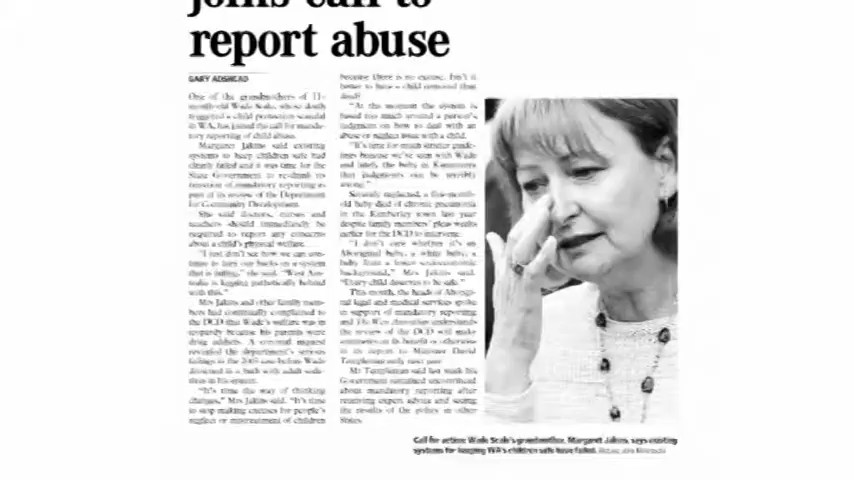 joins call to
report abuse
GARY ADSHEAD
One of the grandmothers of 11-
month-old Wade Scale, whose death
triggered a child protection scandal
in WA, has joined the call for manda-
tory reporting of child abuse.
Margaret Jakins said existing
systems to keep children safe had
clearly failed and it was time for the
State Government to re-think its
rejection of mandatory reporting as
part of its review of the Department
for Community Development.
She said doctors, nurses and
teachers should immediately be
required to report any concerns
about a child's physical welfare.
"I just don't see how we can con-
tinue to turn our backs on a system
that is failing," she said. "West Aus-
tralia is lagging pathetically behind
with this."
Mrs Jakins and other family mem-
bers had continually complained to
the DCD that Wade's welfare was in
jeopardy because his parents were
drug addicts. A coronial inquest
revealed the department's serious
failings in the 2003 case before Wade
drowned in a bath with adult seda-
tives in his system.
"It's time the way of thinking
changes," Mrs Jakins said. "It's time
to stop making excuses for people's
neglect or mistreatment of children
because there is no excuse. Isn't it
better to have a child removed than
dead?
"At the moment the system is
based too much around a person's
judgment on how to deal with an
abuse or neglect issue with a child.
"It's time for much stricter guide-
lines because we've seen with Wade
and lately the baby in Kununurra
that judgments can be terribly
wrong."
Severely neglected, a five-month-
old baby died of chronic pneumonia
in the Kimberley town last year
despite family members' pleas weeks
earlier for the DCD to intervene.
"I don't care whether it's an
Aboriginal baby, a white baby, a
baby from a lower socioeconomic
background," Mrs Jakins said.
"Every child deserves to be safe."
This month, the heads of Aborigi-
nal legal and medical services spoke
in support of mandatory reporting
and The West Australian understands
the review of the DCD will make
comments on its benefit or otherwise
in its report to Minister David
Templeman early next year.
Mr Templeman said last week his
Government remained unconvinced
about mandatory reporting after
receiving expert advice and seeing
the results of the policy in other
States.
Call for action: Wade Scale's grandmother, Margaret Jakins, says existing
systems for keeping WA's children safe have failed.